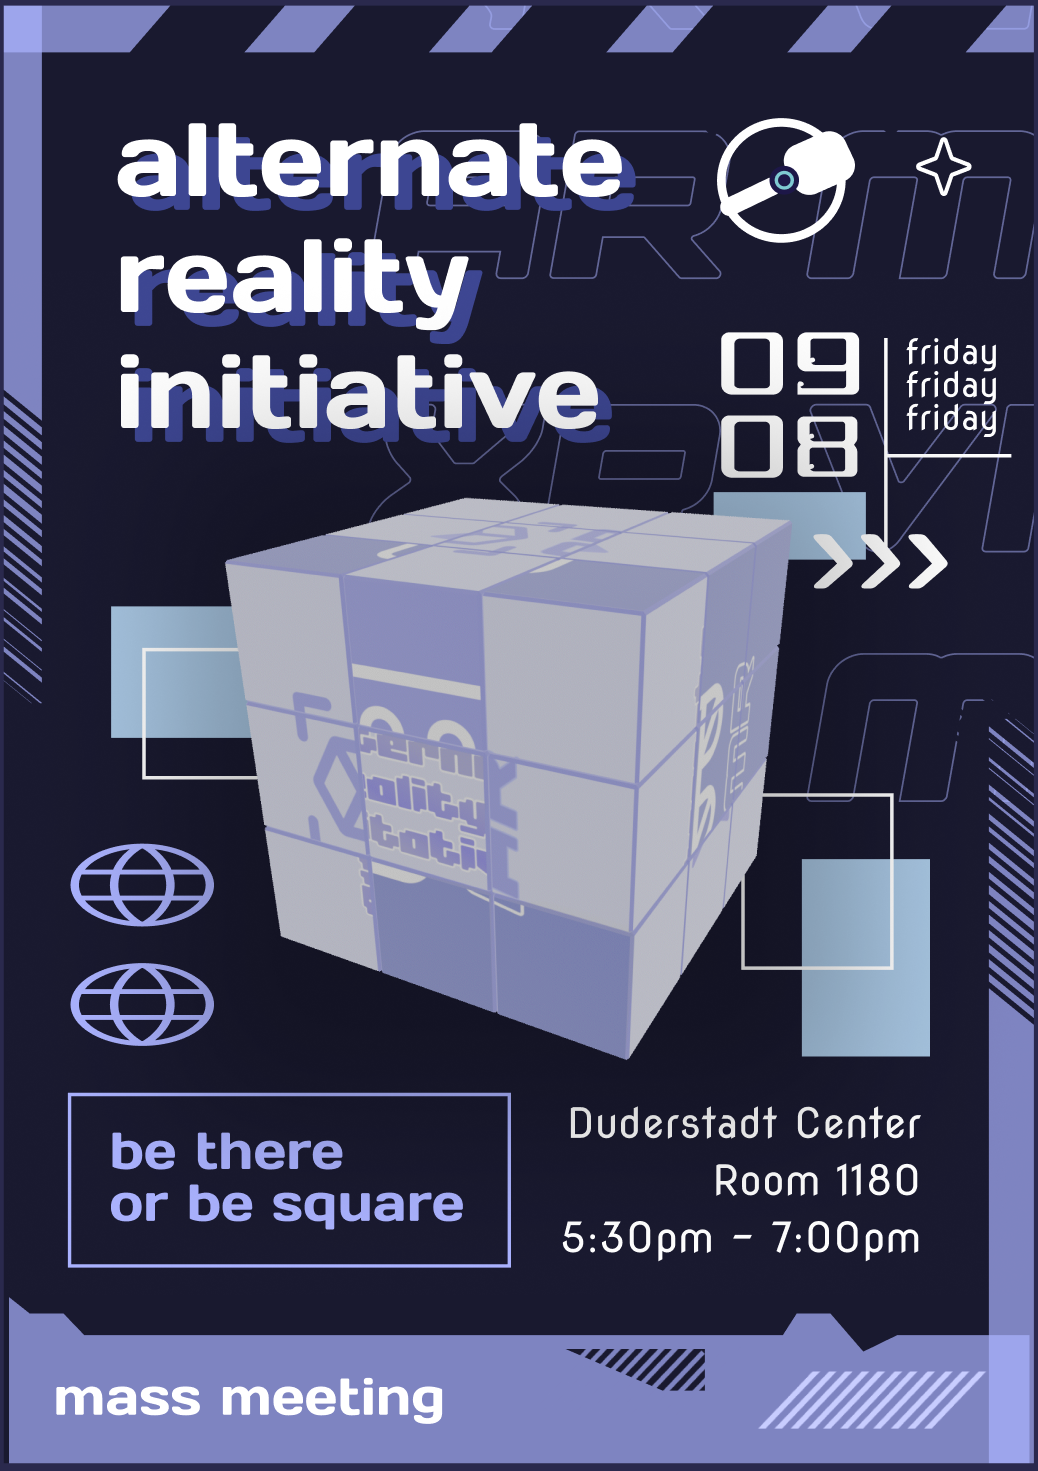 alternate
reality
initiative
09
08
friday
friday
friday
be there
or be square
Duderstadt Center
Room 1180
5:30pm - 7:00pm
mass meeting